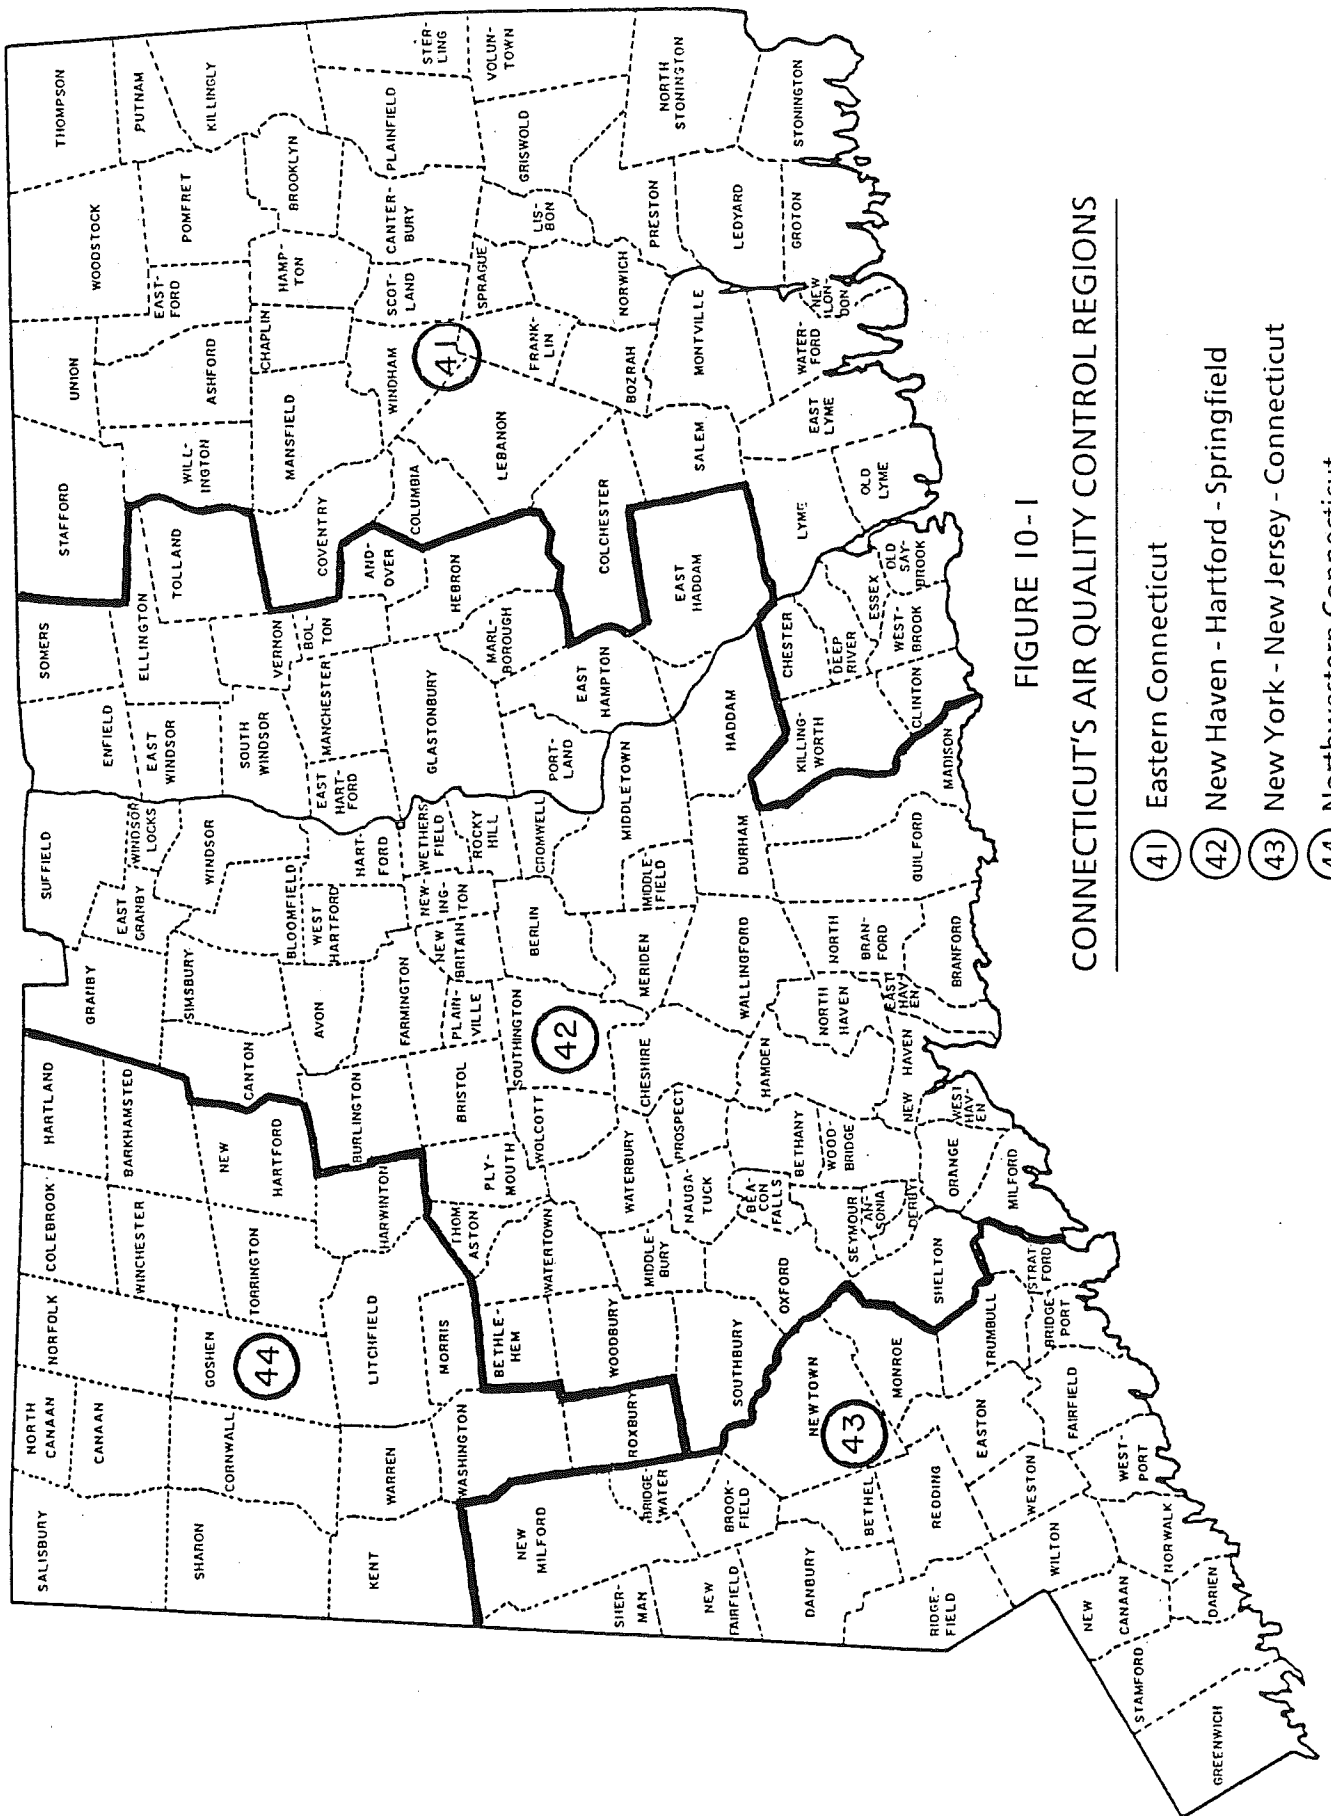 SALISBURY
NORTH
CANAAN
CANAAN
NORFOLK
COLEBROOK
HARTLAND
GRANBY
SUFFIELD
EAST
GRANBY
WINDSOR
LOCKS
ENFIELD
SOMERS
STAFFORD
UNION
WOODSTOCK
THOMPSON
PUTNAM
SHARON
CORNWALL
GOSHEN
44
TORRINGTON
WINCHESTER
BARKHAMSTED
NEW
HARTFORD
CANTON
SIMSBURY
BLOOMFIELD
WINDSOR
EAST
WINDSOR
SOUTH
WINDSOR
ELLINGTON
VERNON
TOLLAND
WILL-
INGTON
ASHFORD
EAST-
FORD
POMFRET
KILLINGLY
KENT
WARREN
LITCHFIELD
MORRIS
HARWINTON
BURLINGTON
AVON
FARMINGTON
WEST
HARTFORD
HART-
FORD
EAST
HART-
FORD
MANCHESTER
BOL-
TON
COVENTRY
MANSFIELD
CHAPLIN
HAMP-
TON
BROOKLYN
WASHINGTON
BETHLE-
HEM
WATERTOWN
THOM
ASTON
PLY-
MOUTH
BRISTOL
PLAIN-
VILLE
NEW
BRITAIN
NEW-
ING-
TON
WETHERS
FIELD
ROCKY
HILL
GLASTONBURY
HEBRON
AND-
OVER
COLUMBIA
WINDHAM
41
SCOT-
LAND
CANTER-
BURY
PLAINFIELD
STER-
LING
NEW
MILFORD
ROXBURY
WOODBURY
MIDDLE-
BURY
WATERBURY
WOLCOTT
SOUTHINGTON
42
BERLIN
CROMWELL
PORT-
LAND
EAST
HAMPTON
MARL-
BOROUGH
LEBANON
FRANK-
LIN
SPRAGUE
LIS-
BON
GRISWOLD
VOLUN-
TOWN
SHER-
MAN
BRIDGE-
WATER
SOUTHBURY
OXFORD
NAUGA-
TUCK
PROSPECT
CHESHIRE
MERIDEN
MIDDLE-
FIELD
MIDDLETOWN
COLCHESTER
BOZRAH
NORWICH
PRESTON
NORTH
STONINGTON
NEW
FAIRFIELD
BROOK-
FIELD
NEWTOWN
43
BEA-
CON
FALLS
BETHANY
HAMDEN
WALLINGFORD
DURHAM
HADDAM
EAST
HADDAM
SALEM
MONTVILLE
LEDYARD
STONINGTON
DANBURY
BETHEL
MONROE
SHELTON
SEYMOUR
AN-
SONIA
DERBY
WOOD-
BRIDGE
NORTH
HAVEN
NORTH
BRAN-
FORD
GUILFORD
KILLING-
WORTH
CHESTER
DEEP
RIVER
LYME
EAST
LYME
WATER-
FORD
NEW
LON-
DON
GROTON
RIDGE-
FIELD
REDDING
EASTON
TRUMBULL
STRAT-
FORD
ORANGE
MILFORD
NEW HAVEN
WEST
HAV-
EN
EAST
HAV-
EN
BRANFORD
MADISON
CLINTON
WEST-
BROOK
ESSEX
OLD
SAY-
BROOK
OLD
LYME
WILTON
WESTON
FAIRFIELD
BRIDGE-
PORT
NEW
CANAAN
NORWALK
WEST-
PORT
STAMFORD
DARIEN
GREENWICH
FIGURE 10-1
CONNECTICUT'S AIR QUALITY CONTROL REGIONS
41 Eastern Connecticut
42 New Haven - Hartford - Springfield
43 New York - New Jersey - Connecticut
44 Northwestern Connecticut